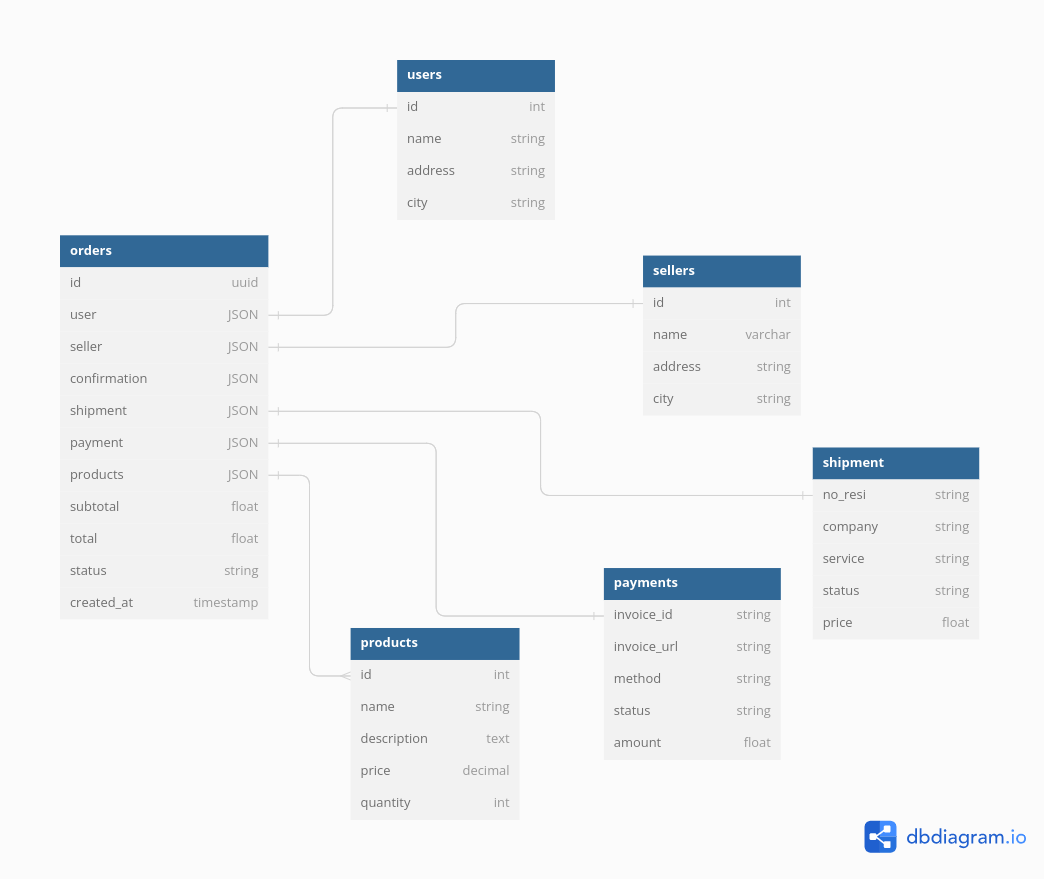 users
id int
name string
address string
city string
orders
id uuid
user JSON
seller JSON
confirmation JSON
shipment JSON
payment JSON
products JSON
subtotal float
total float
status string
created_at timestamp
sellers
id int
name varchar
address string
city string
shipment
no_resi string
company string
service string
status string
price float
payments
invoice_id string
invoice_url string
method string
status string
amount float
products
id int
name string
description text
price decimal
quantity int
dbdiagram.io